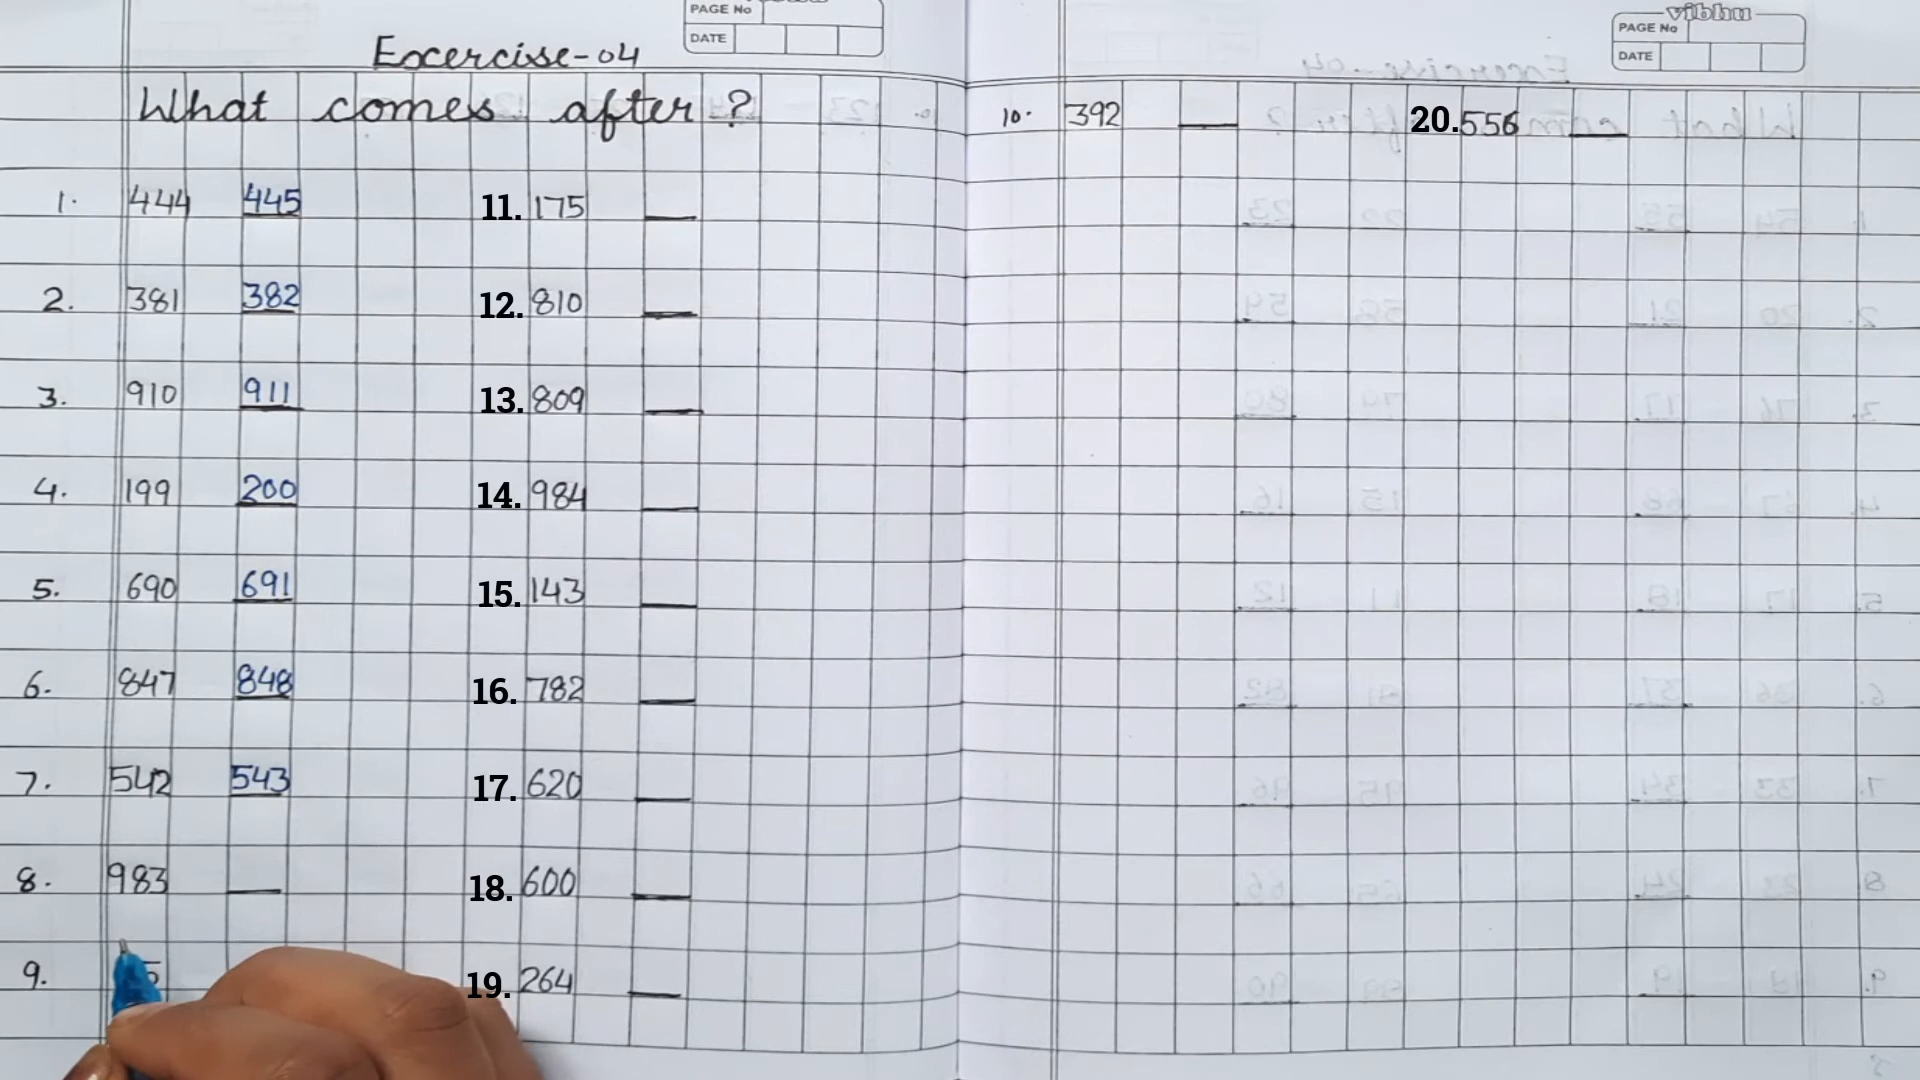 PAGE No
DATE
Excercise-04
What comes after ?
1. 444 445
2. 381 382
3. 910 911
4. 199 200
5. 690 691
6. 847 848
7. 542 543
8. 983
9.
11. 175
12. 810
13. 809
14. 984
15. 143
16. 782
17. 620
18. 600
19. 264
vibhu
PAGE No
DATE
10. 392
20. 556